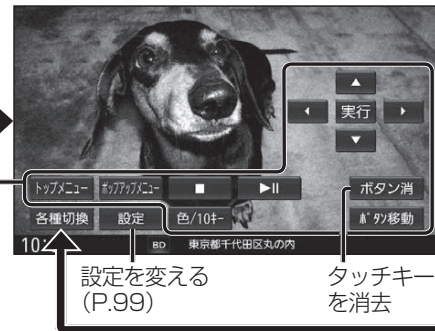 ▲
◀ 実行 ▶
▼
トップメニュー ポップアップメニュー ■ ▶II ボタン消
各種切換 設定 色/10キー ボタン移動
10: BD 東京都千代田区丸の内
設定を変える
(P.99)
タッチキー
を消去